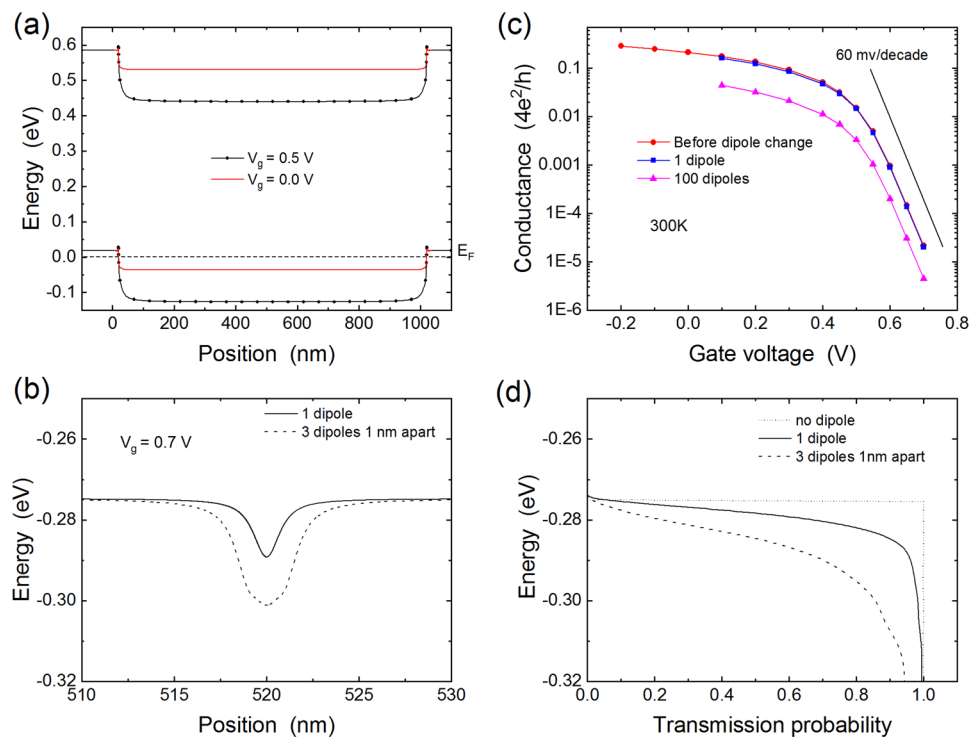 (a)
0.6
0.5
0.4
0.3
0.2
0.1
0.0
-0.1
Energy (eV)
V_g = 0.5 V
V_g = 0.0 V
E_F
0 200 400 600 800 1000
Position (nm)
(c)
0.1
0.01
0.001
1E-4
1E-5
1E-6
Conductance (4e²/h)
60 mv/decade
Before dipole change
1 dipole
100 dipoles
300K
-0.2 0.0 0.2 0.4 0.6 0.8
Gate voltage (V)
(b)
-0.26
-0.28
-0.30
-0.32
Energy (eV)
1 dipole
3 dipoles 1 nm apart
V_g = 0.7 V
510 515 520 525 530
Position (nm)
(d)
-0.26
-0.28
-0.30
-0.32
Energy (eV)
no dipole
1 dipole
3 dipoles 1nm apart
0.0 0.2 0.4 0.6 0.8 1.0
Transmission probability